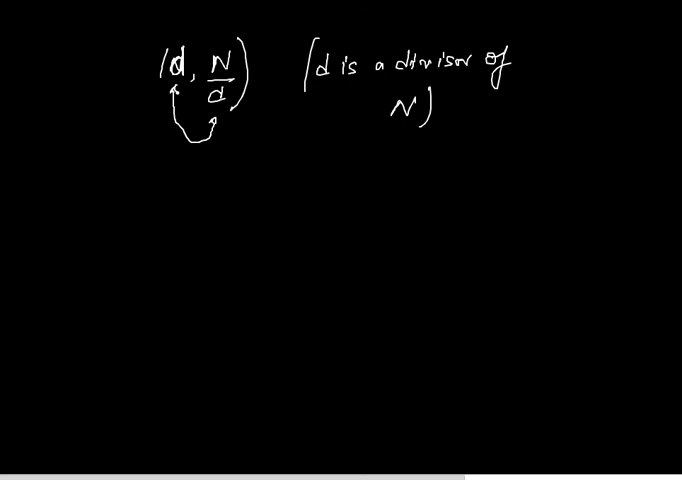 (d, N/d) (d is a divisor of
N)